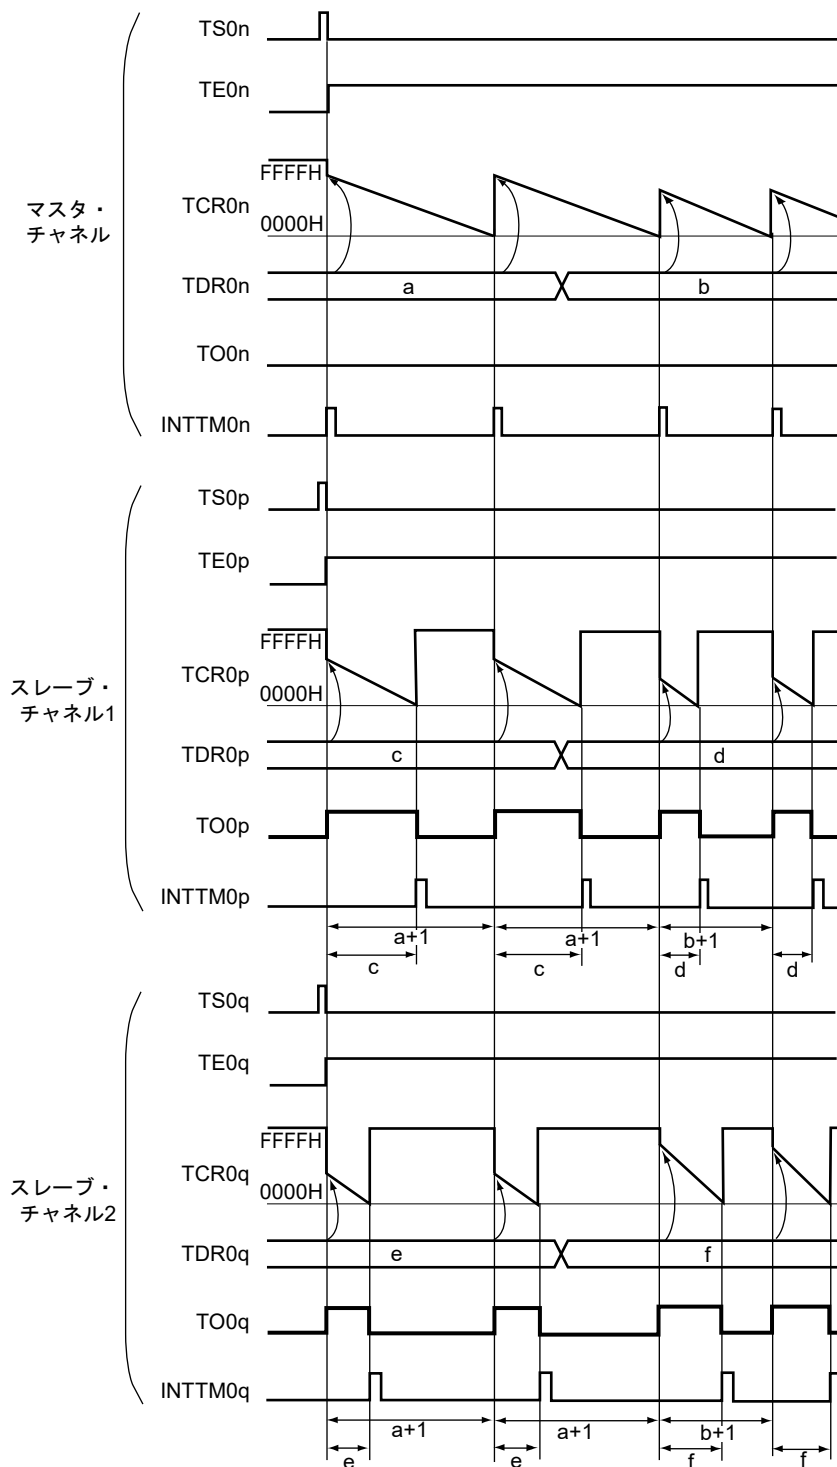 TS0n
TE0n
FFFFH
マスタ・
チャネル
TCR0n
0000H
TDR0n
a
b
TO0n
INTTM0n
TS0p
TE0p
FFFFH
スレーブ・
チャネル1
TCR0p
0000H
TDR0p
c
d
TO0p
INTTM0p
a+1
a+1
b+1
c
c
d
d
TS0q
TE0q
FFFFH
スレーブ・
チャネル2
TCR0q
0000H
TDR0q
e
f
TO0q
INTTM0q
a+1
a+1
b+1
e
e
f
f